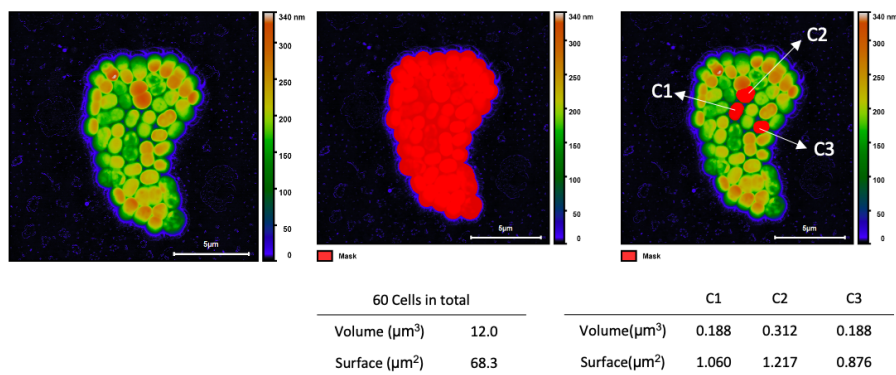 340 nm
300
250
200
150
100
50
0
5µm
340 nm
300
250
200
150
100
50
0
5µm
Mask
340 nm
300
250
200
150
100
50
0
C2
C1
C3
5µm
Mask
60 Cells in total
Volume (µm³) 12.0
Surface (µm²) 68.3
C1 C2 C3
Volume(µm³) 0.188 0.312 0.188
Surface(µm²) 1.060 1.217 0.876